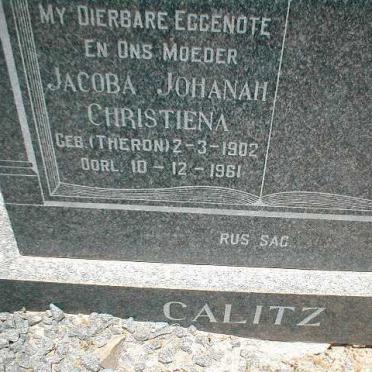 MY DIERBARE EGGENOTE
EN ONS MOEDER
JACOBA JOHANAH
CHRISTIENA
GEB. (THERON) 2-3-1902
OORL. 10-12-1961
RUS SAG
CALITZ